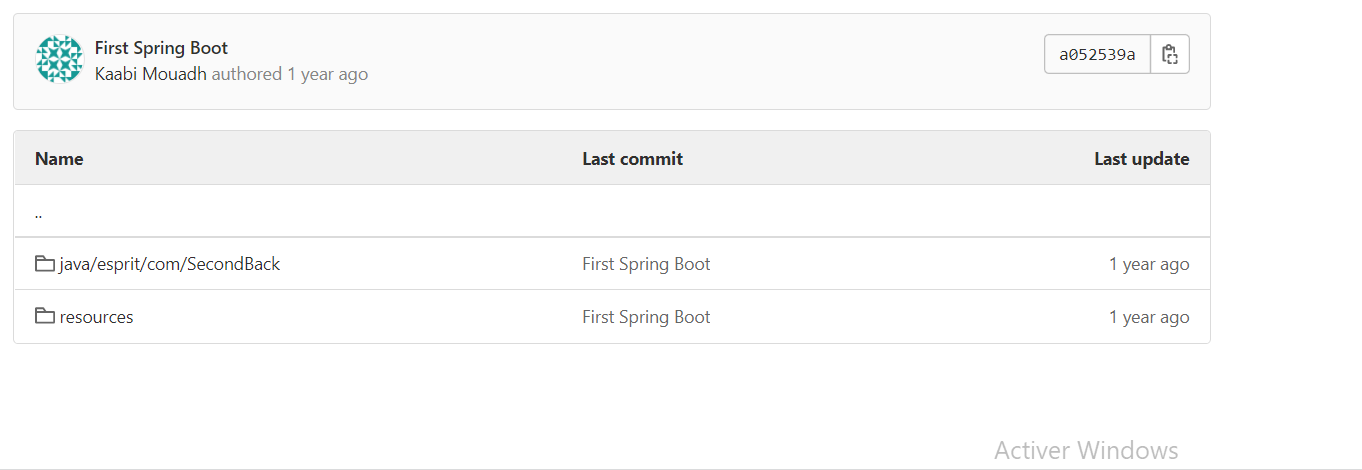 First Spring Boot
Kaabi Mouadh authored 1 year ago
a052539a
Name Last commit Last update
..
java/esprit/com/SecondBack First Spring Boot 1 year ago
resources First Spring Boot 1 year ago
Activer Windows